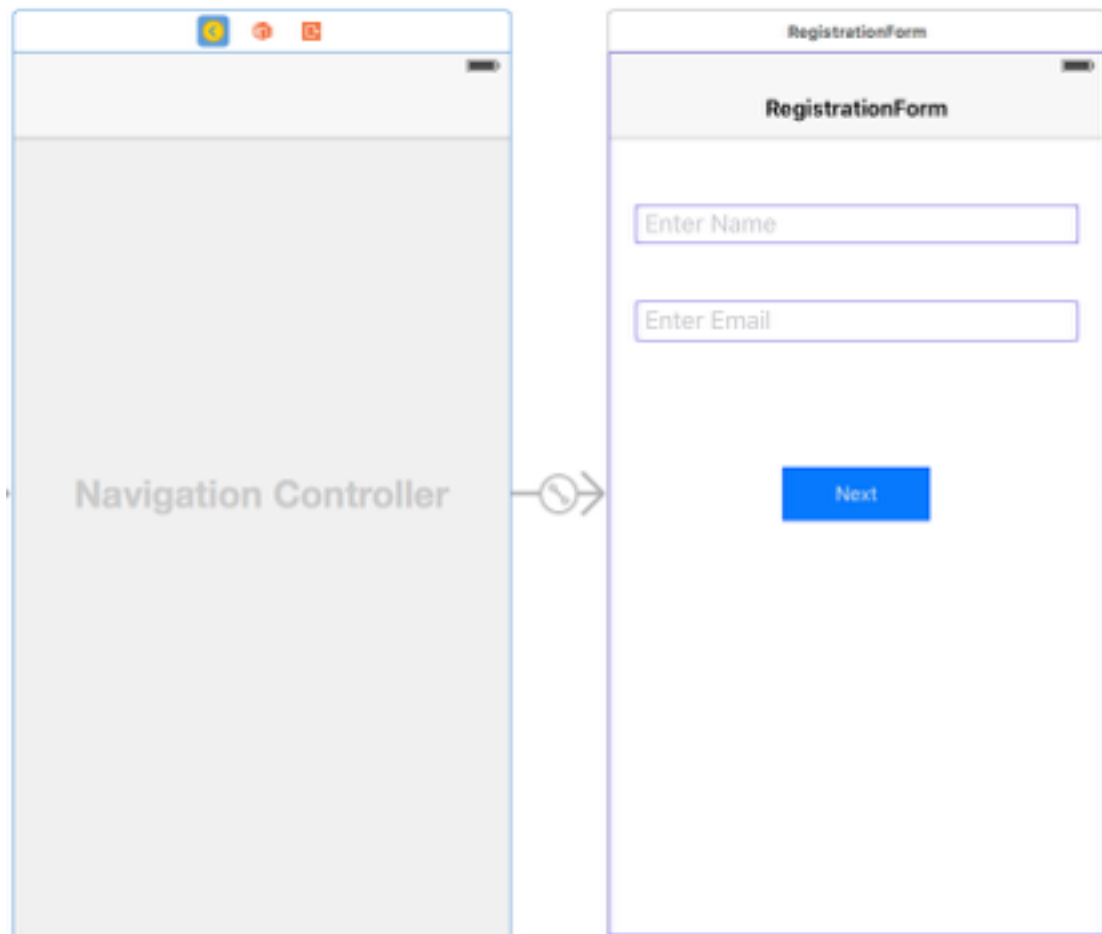 RegistrationForm
RegistrationForm
Enter Name
Enter Email
Navigation Controller
Next